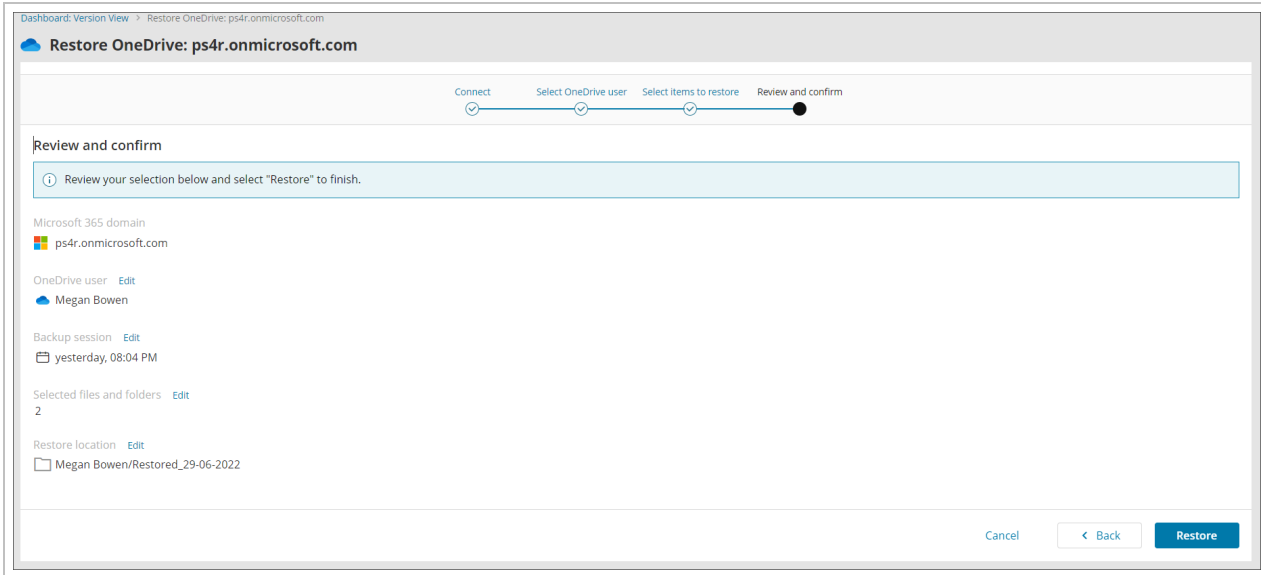 Dashboard: Version View > Restore OneDrive: ps4r.onmicrosoft.com
Restore OneDrive: ps4r.onmicrosoft.com
Connect Select OneDrive user Select items to restore Review and confirm
Review and confirm
Review your selection below and select "Restore" to finish.
Microsoft 365 domain
ps4r.onmicrosoft.com
OneDrive user Edit
Megan Bowen
Backup session Edit
yesterday, 08:04 PM
Selected files and folders Edit
2
Restore location Edit
Megan Bowen/Restored_29-06-2022
Cancel < Back Restore